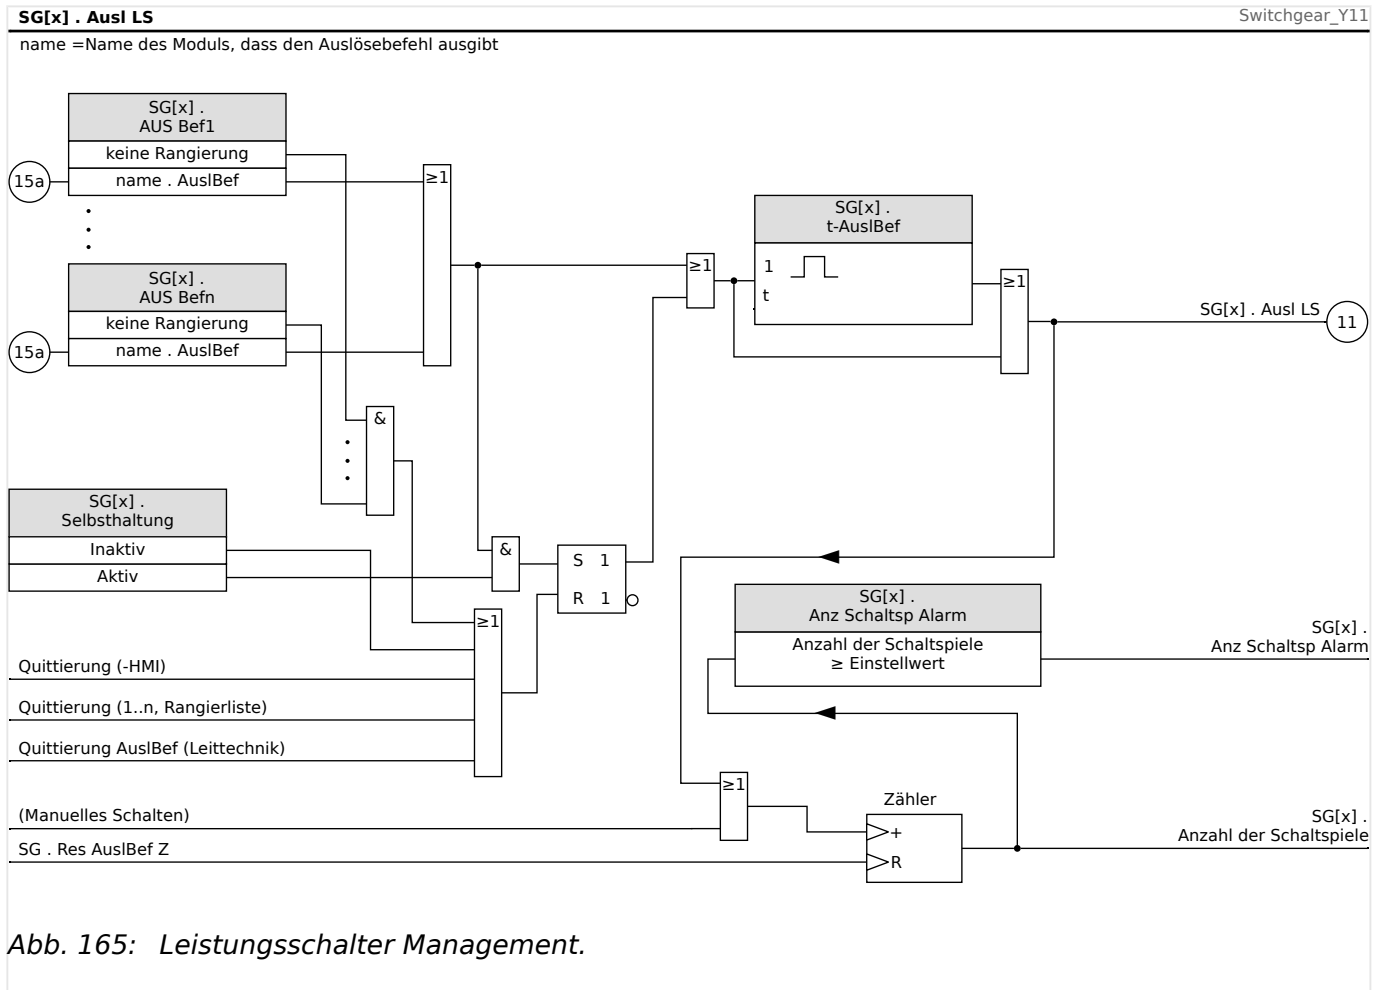 SG[x] . Ausl LS
Switchgear_Y11
name =Name des Moduls, dass den Auslösebefehl ausgibt
SG[x] .
AUS Bef1
keine Rangierung
15a
name . AuslBef
≥1
SG[x] .
t-AuslBef
1
t
≥1
≥1
SG[x] . Ausl LS
11
SG[x] .
AUS Befn
keine Rangierung
15a
name . AuslBef
&
SG[x] .
Selbsthaltung
Inaktiv
Aktiv
&
S 1
R 1
≥1
SG[x] .
Anz Schaltsp Alarm
Anzahl der Schaltspiele
≥ Einstellwert
SG[x] .
Anz Schaltsp Alarm
Quittierung (-HMI)
Quittierung (1..n, Rangierliste)
Quittierung AuslBef (Leittechnik)
≥1
(Manuelles Schalten)
SG . Res AuslBef Z
Zähler
+
R
SG[x] .
Anzahl der Schaltspiele
Abb. 165: Leistungsschalter Management.